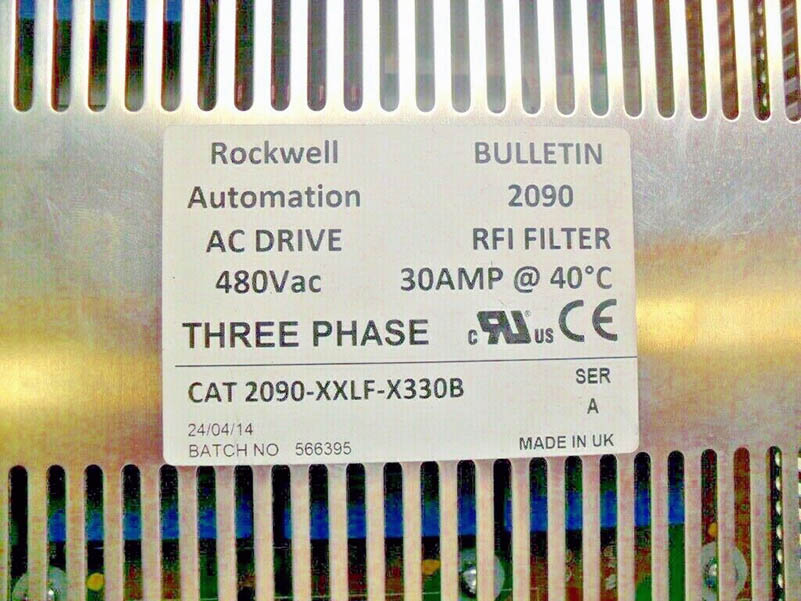 Rockwell BULLETIN
Automation 2090
AC DRIVE RFI FILTER
480Vac 30AMP @ 40°C
THREE PHASE c RU US CE
CAT 2090-XXLF-X330B SER
A
24/04/14
BATCH NO 566395 MADE IN UK